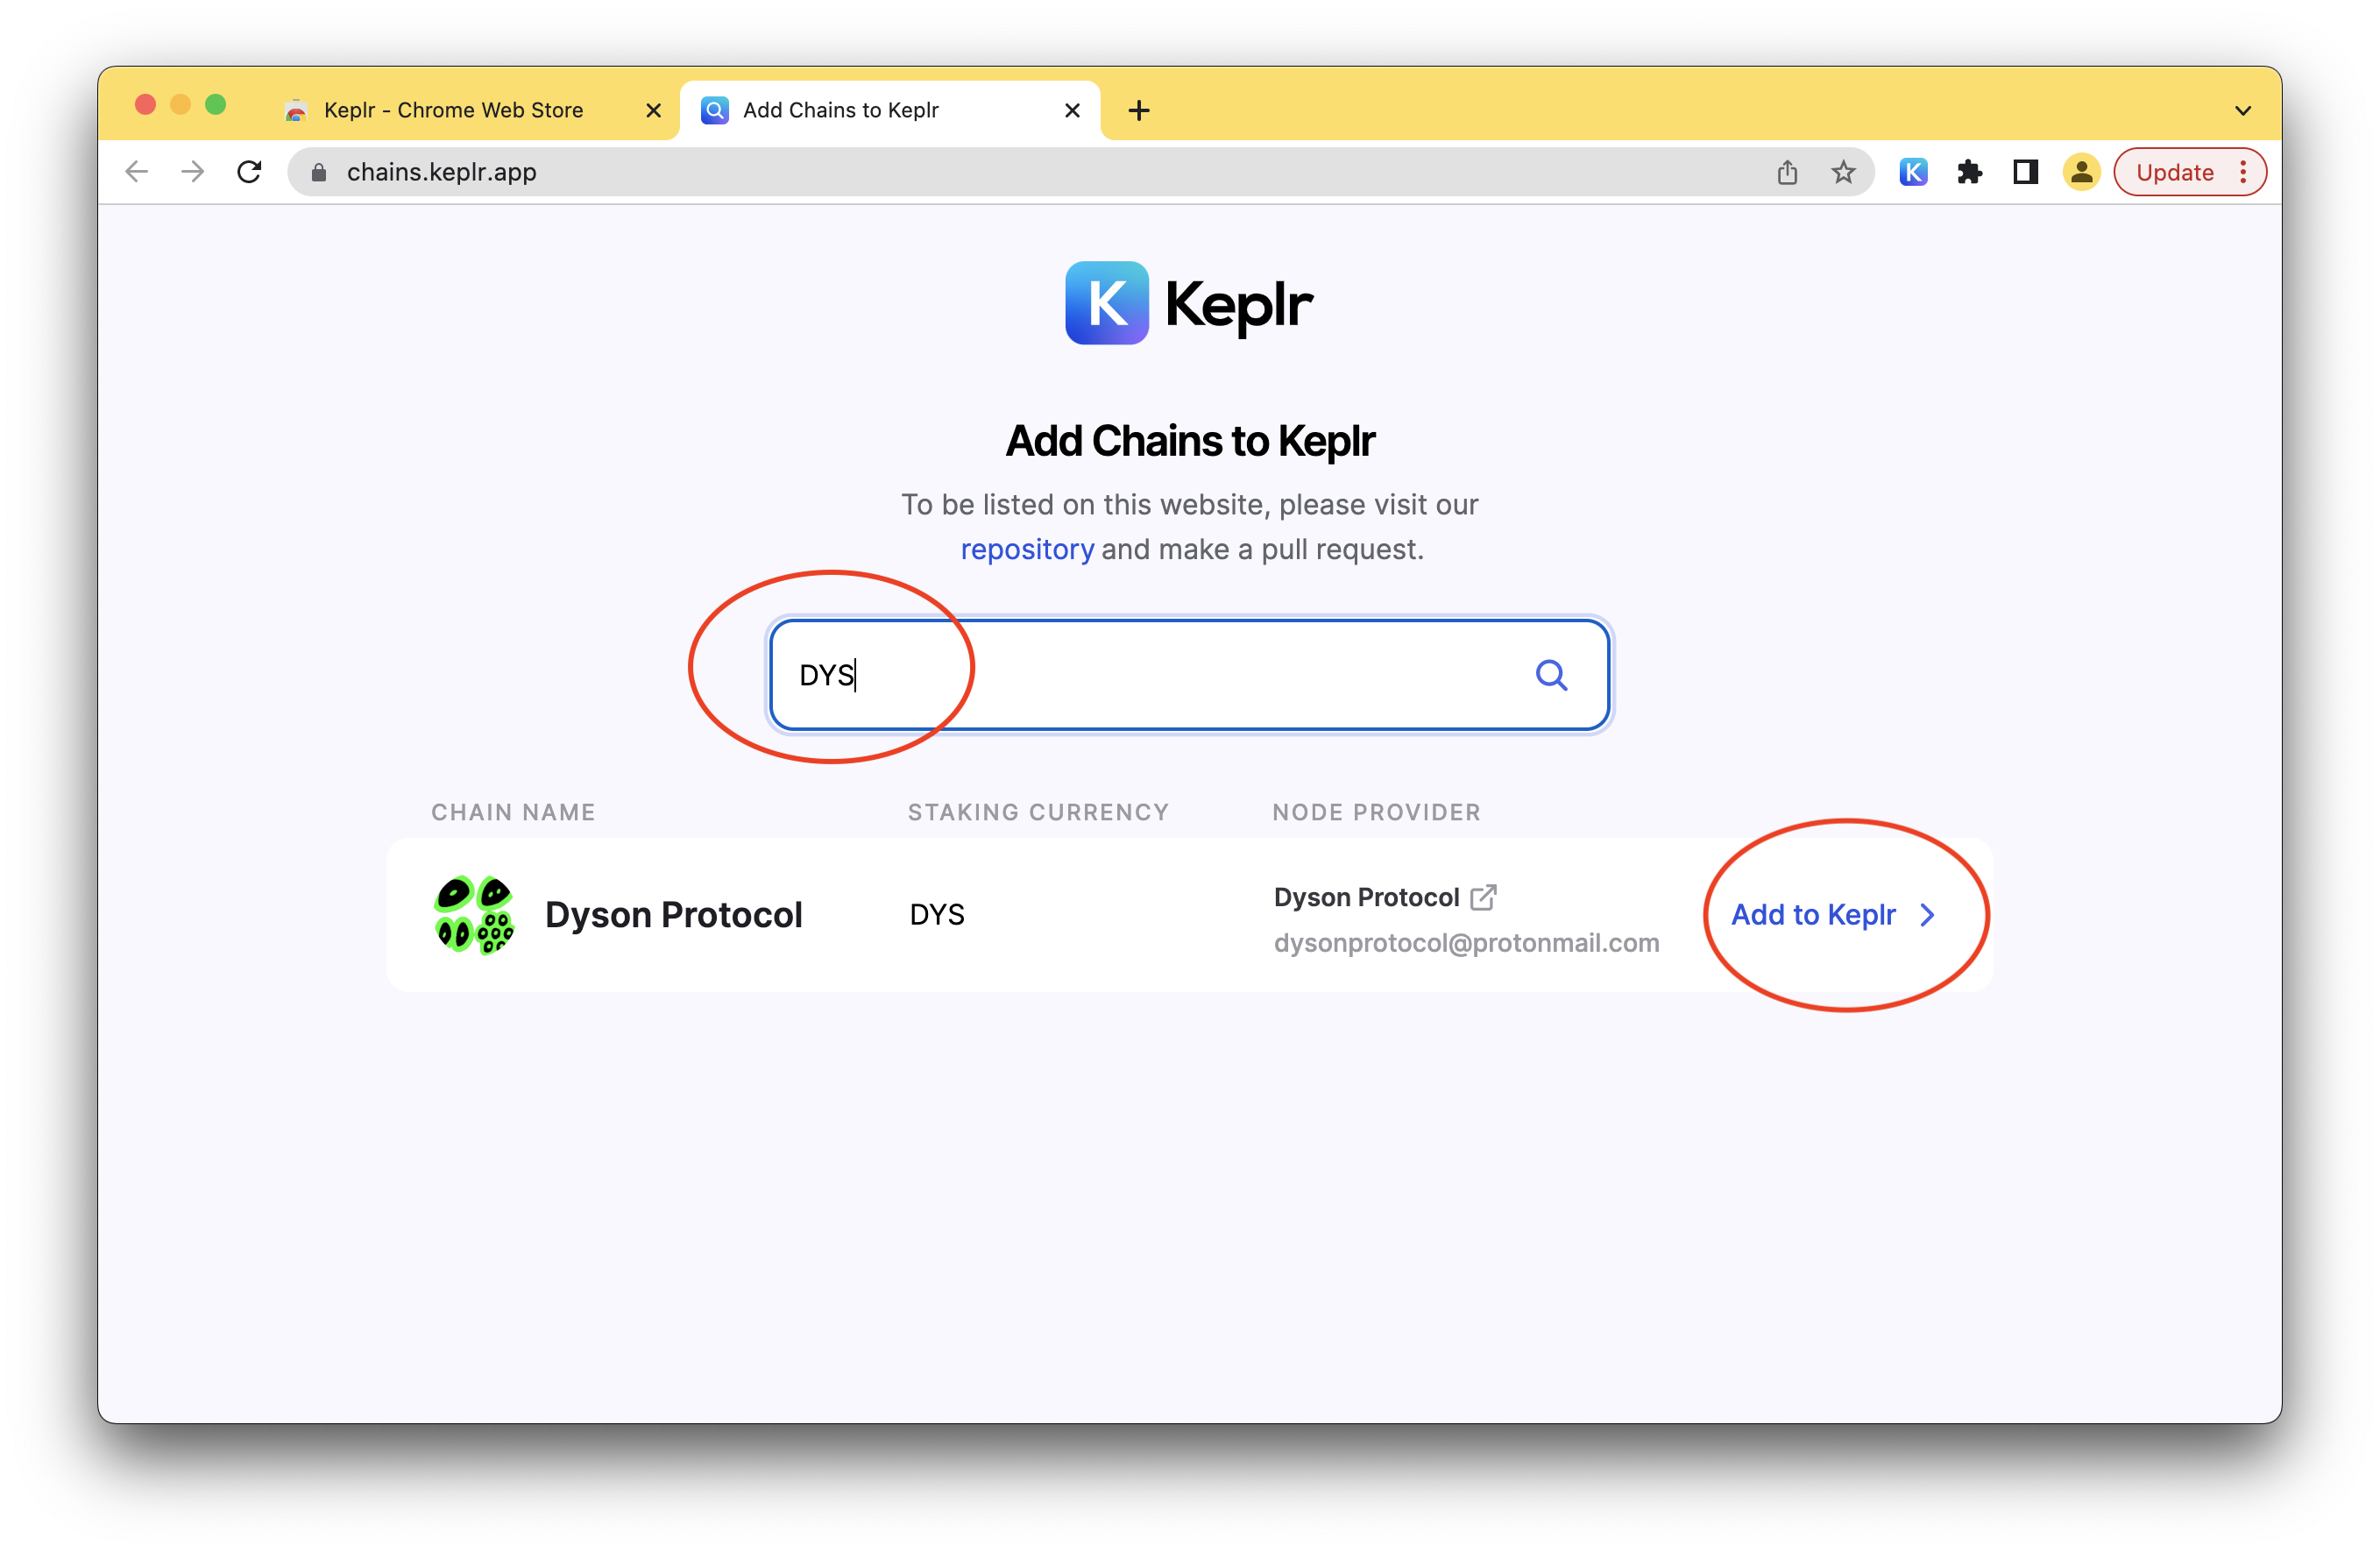 Keplr - Chrome Web Store
Add Chains to Keplr
chains.keplr.app
K
Update
K Keplr
Add Chains to Keplr
To be listed on this website, please visit our
repository and make a pull request.
DYS
CHAIN NAME STAKING CURRENCY NODE PROVIDER
Dyson Protocol DYS Dyson Protocol Add to Keplr
dysonprotocol@protonmail.com